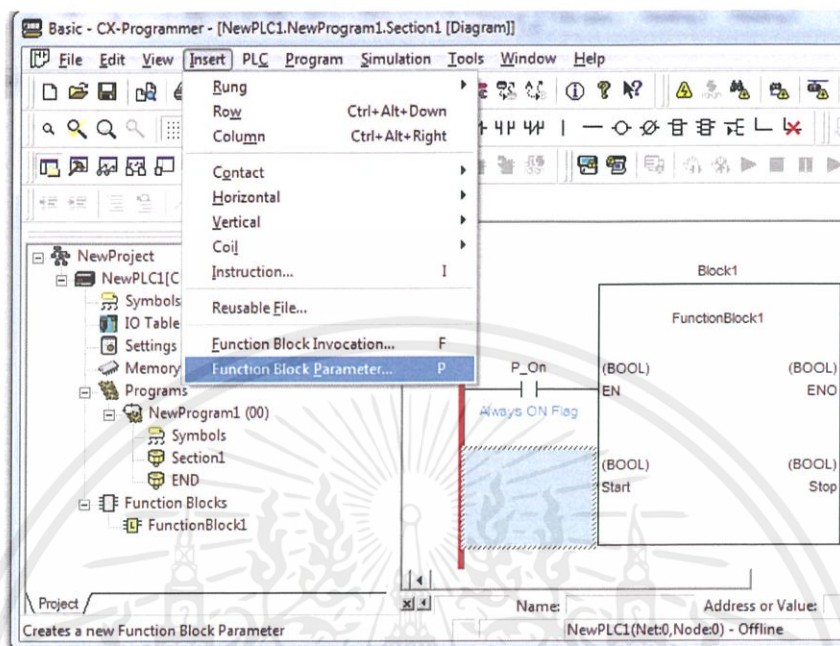 Basic - CX-Programmer - [NewPLC1.NewProgram1.Section1 [Diagram]]
File Edit View Insert PLC Program Simulation Tools Window Help
Rung
Row Ctrl+Alt+Down
Column Ctrl+Alt+Right
Contact
Horizontal
Vertical
Coil
Instruction... I
Reusable File...
Function Block Invocation... F
Function Block Parameter... P
NewProject
NewPLC1[C
Symbols
IO Table
Settings
Memory
Programs
NewProgram1 (00)
Symbols
Section1
END
Function Blocks
FunctionBlock1
Project
Block1
FunctionBlock1
P_On
Always ON Flag
(BOOL) (BOOL)
EN ENO
(BOOL) (BOOL)
Start Stop
Name: Address or Value:
Creates a new Function Block Parameter NewPLC1(Net:0,Node:0) - Offline